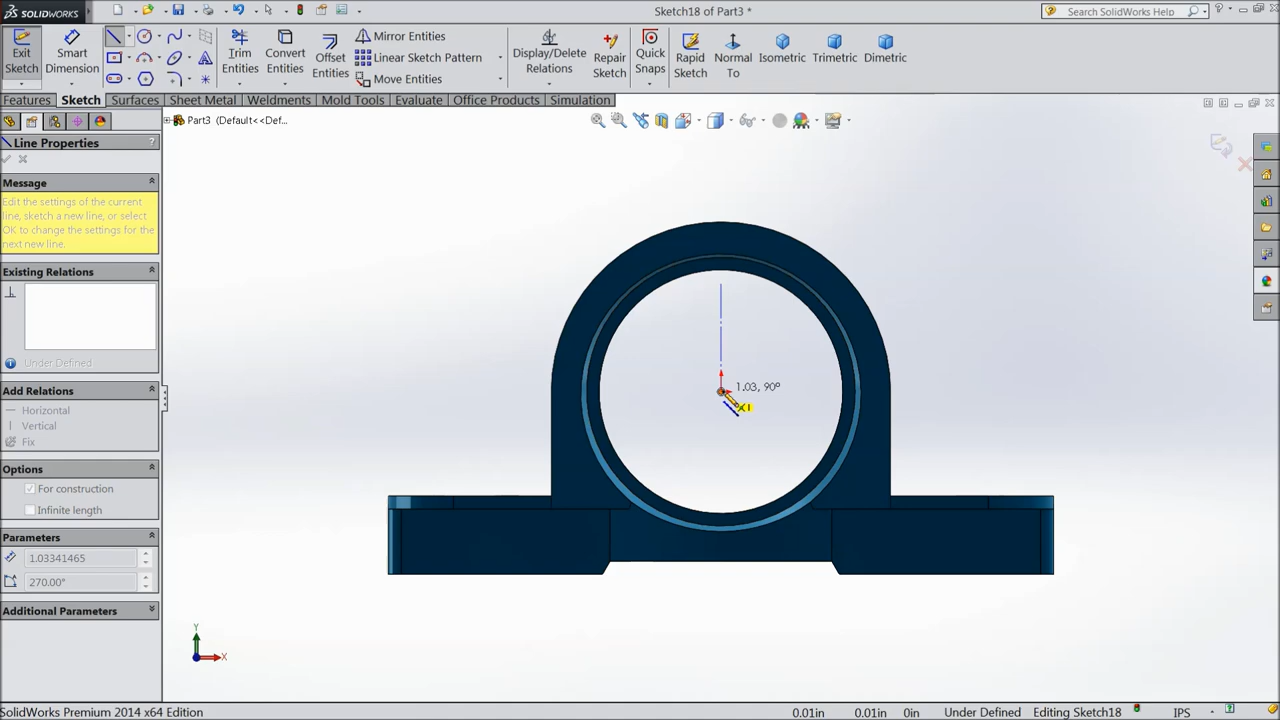 SOLIDWORKS
Sketch18 of Part3 *
Search SolidWorks Help
Exit Sketch
Smart Dimension
Trim Entities
Convert Entities
Offset Entities
Mirror Entities
Linear Sketch Pattern
Move Entities
Display/Delete Relations
Repair Sketch
Quick Snaps
Rapid Sketch
Normal To
Isometric
Trimetric
Dimetric
Features
Sketch
Surfaces
Sheet Metal
Weldments
Mold Tools
Evaluate
Office Products
Simulation
Part3 (Default<<Def...
Line Properties
?
Message
Edit the settings of the current
line, sketch a new line, or select
OK to change the settings for the
next new line.
Existing Relations
Under Defined
Add Relations
Horizontal
Vertical
Fix
Options
For construction
Infinite length
Parameters
1.03341465
270.00°
Additional Parameters
1.03, 90°
Y
X
SolidWorks Premium 2014 x64 Edition
0.01in
0.01in
0in
Under Defined
Editing Sketch18
IPS